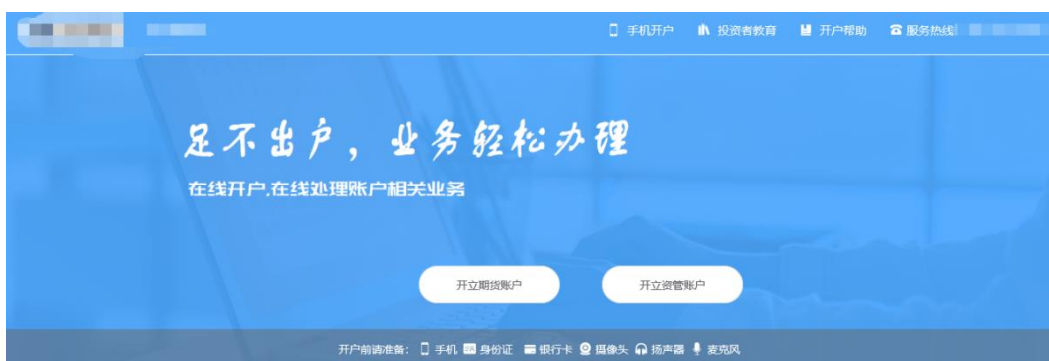 手机开户 投资者教育 开户帮助 服务热线
足不出户，业务轻松办理
在线开户,在线处理账户相关业务
开立期货账户 开立资管账户
开户前请准备： 手机 身份证 银行卡 摄像头 扬声器 麦克风